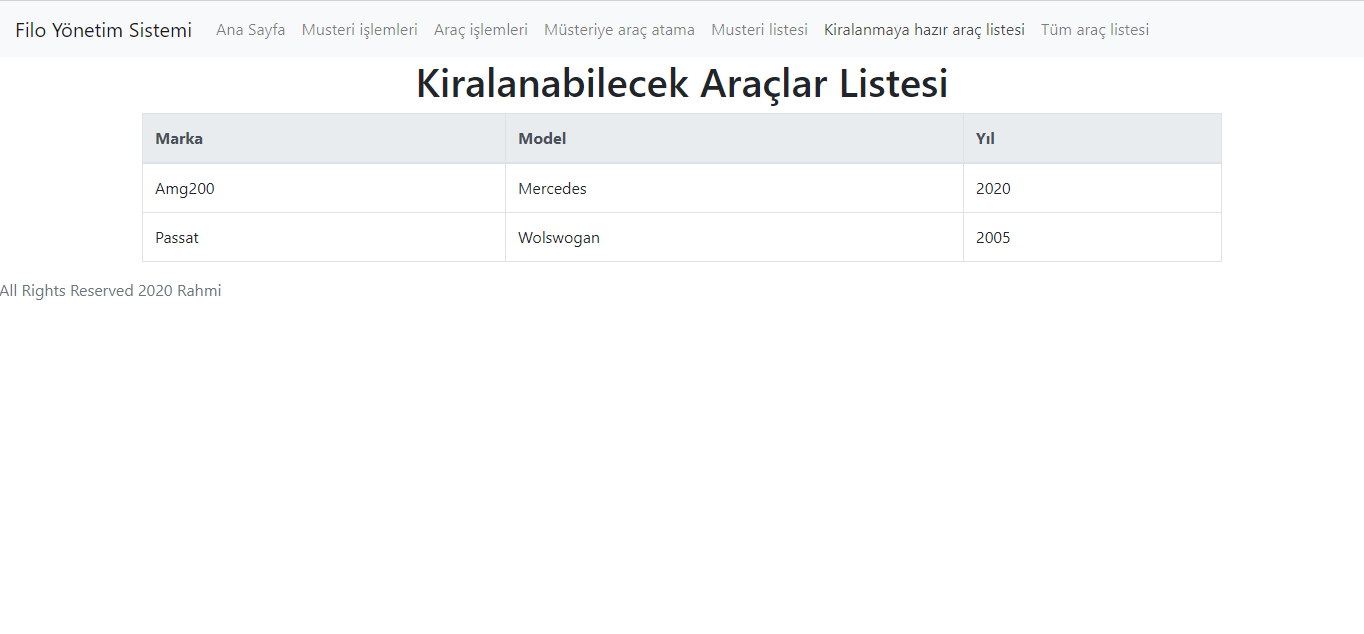 Filo Yönetim Sistemi Ana Sayfa Musteri işlemleri Araç işlemleri Müsteriye araç atama Musteri listesi Kiralanmaya hazır araç listesi Tüm araç listesi
Kiralanabilecek Araçlar Listesi
Marka Model Yıl
Amg200 Mercedes 2020
Passat Wolswogan 2005
All Rights Reserved 2020 Rahmi